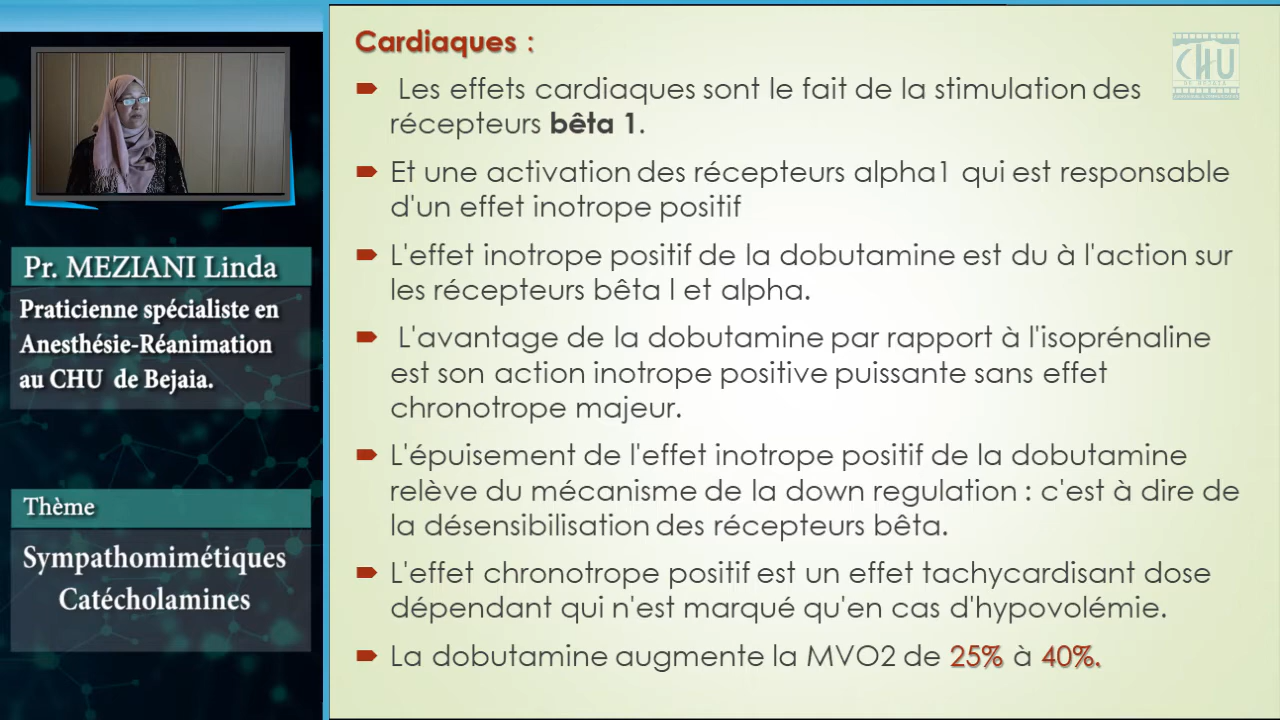 Cardiaques :
Les effets cardiaques sont le fait de la stimulation des
récepteurs bêta 1.
Et une activation des récepteurs alpha1 qui est responsable
d'un effet inotrope positif
L'effet inotrope positif de la dobutamine est du à l'action sur
les récepteurs bêta l et alpha.
L'avantage de la dobutamine par rapport à l'isoprénaline
est son action inotrope positive puissante sans effet
chronotrope majeur.
L'épuisement de l'effet inotrope positif de la dobutamine
relève du mécanisme de la down regulation : c'est à dire de
la désensibilisation des récepteurs bêta.
L'effet chronotrope positif est un effet tachycardisant dose
dépendant qui n'est marqué qu'en cas d'hypovolémie.
La dobutamine augmente la MVO2 de 25% à 40%.
CHU
Pr. MEZIANI Linda
Praticienne spécialiste en
Anesthésie-Réanimation
au CHU de Bejaia.
Thème
Sympathomimétiques
Catécholamines